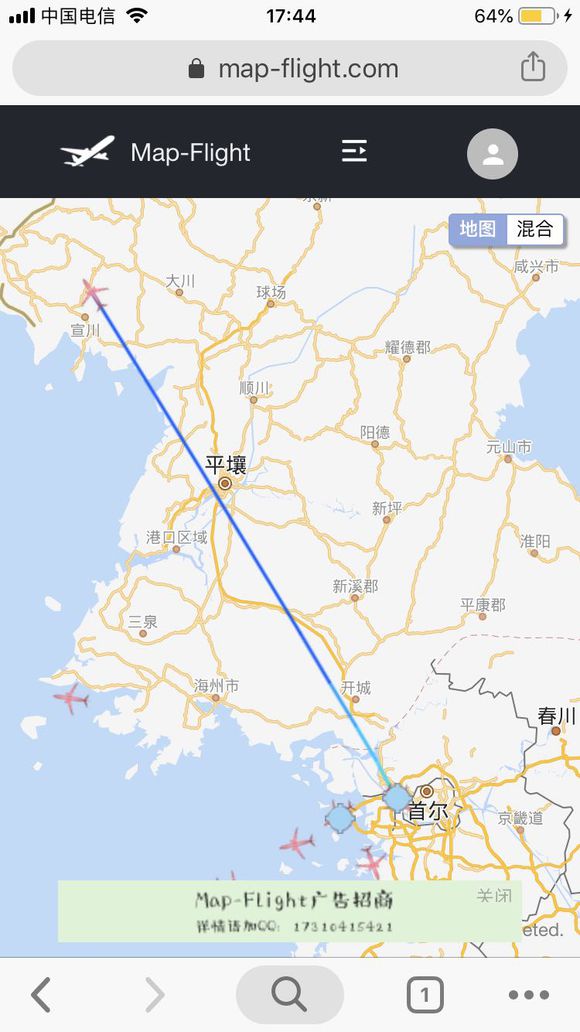 中国电信 17:44 64%
map-flight.com
Map-Flight
地图 混合
咸兴市
大川
球场
宣川
耀德郡
顺川
阳德
元山市
平壤
新坪
港口区域
淮阳
新溪郡
平康郡
三泉
海州市
开城
春川
首尔
京畿道
Map-Flight广告招商
关闭
详情请加QQ：17310415421
eted.
1